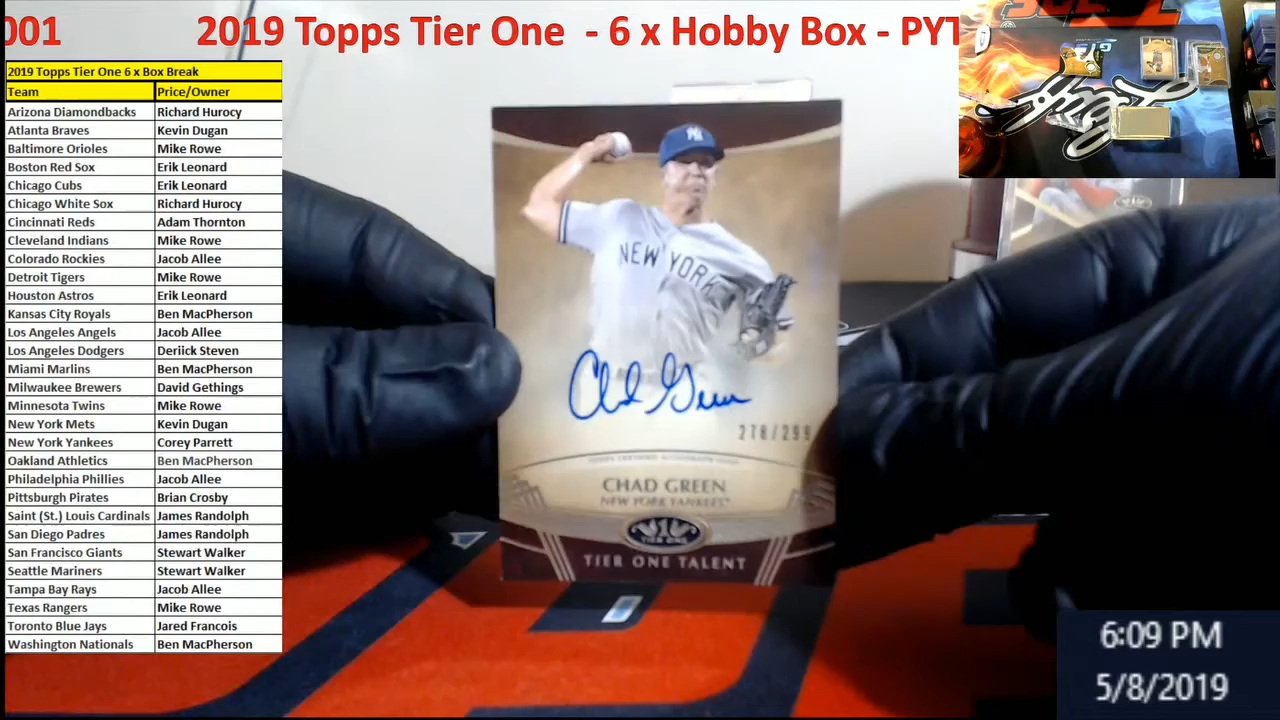 001 2019 Topps Tier One - 6 x Hobby Box - PYT
2019 Topps Tier One 6 x Box Break
Team Price/Owner
Arizona Diamondbacks Richard Hurocy
Atlanta Braves Kevin Dugan
Baltimore Orioles Mike Rowe
Boston Red Sox Erik Leonard
Chicago Cubs Erik Leonard
Chicago White Sox Richard Hurocy
Cincinnati Reds Adam Thornton
Cleveland Indians Mike Rowe
Colorado Rockies Jacob Allee
Detroit Tigers Mike Rowe
Houston Astros Erik Leonard
Kansas City Royals Ben MacPherson
Los Angeles Angels Jacob Allee
Los Angeles Dodgers Deriick Steven
Miami Marlins Ben MacPherson
Milwaukee Brewers David Gethings
Minnesota Twins Mike Rowe
New York Mets Kevin Dugan
New York Yankees Corey Parrett
Oakland Athletics Ben MacPherson
Philadelphia Phillies Jacob Allee
Pittsburgh Pirates Brian Crosby
Saint (St.) Louis Cardinals James Randolph
San Diego Padres James Randolph
San Francisco Giants Stewart Walker
Seattle Mariners Stewart Walker
Tampa Bay Rays Jacob Allee
Texas Rangers Mike Rowe
Toronto Blue Jays Jared Francois
Washington Nationals Ben MacPherson
NY
NEW YORK
Chad Green
278/299
CHAD GREEN
NEW YORK YANKEES
1
TIER ONE
TIER ONE TALENT
6:09 PM
5/8/2019